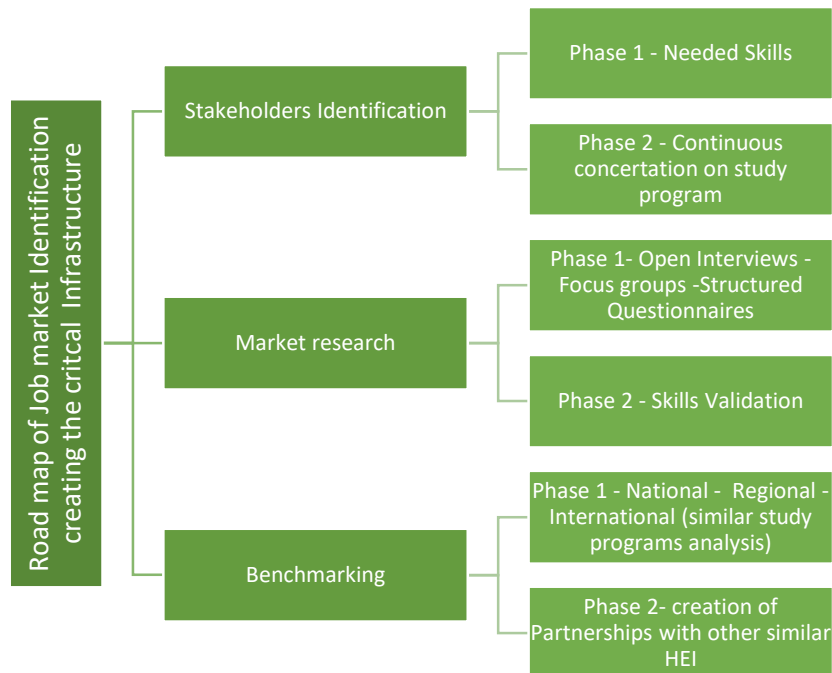 Road map of Job market Identification
creating the critcal Infrastructure
Stakeholders Identification
Phase 1 - Needed Skills
Phase 2 - Continuous
concertation on study
program
Market research
Phase 1- Open Interviews -
Focus groups -Structured
Questionnaires
Phase 2 - Skills Validation
Benchmarking
Phase 1 - National - Regional -
International (similar study
programs analysis)
Phase 2- creation of
Partnerships with other similar
HEI